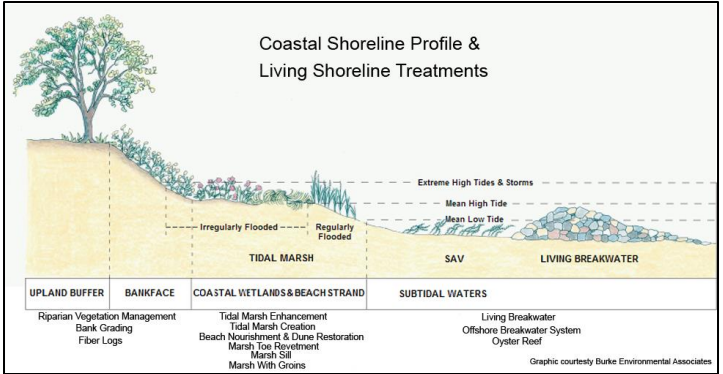 Coastal Shoreline Profile &
Living Shoreline Treatments
Extreme High Tides & Storms
Mean High Tide
Mean Low Tide
Irregularly Flooded
Regularly
Flooded
TIDAL MARSH
SAV
LIVING BREAKWATER
UPLAND BUFFER
BANKFACE
COASTAL WETLANDS & BEACH STRAND
SUBTIDAL WATERS
Riparian Vegetation Management
Bank Grading
Fiber Logs
Tidal Marsh Enhancement
Tidal Marsh Creation
Beach Nourishment & Dune Restoration
Marsh Toe Revetment
Marsh Sill
Marsh With Groins
Living Breakwater
Offshore Breakwater System
Oyster Reef
Graphic courtesty Burke Environmental Associates